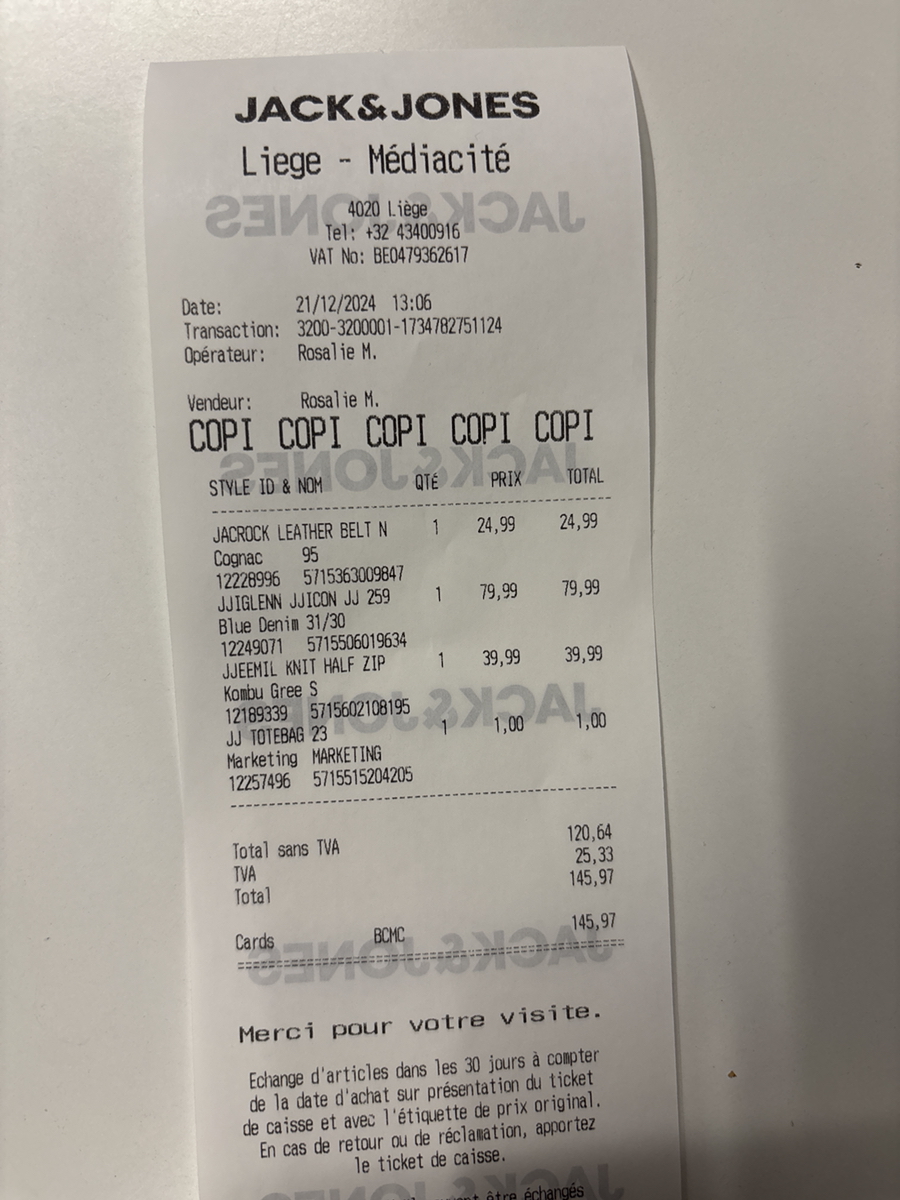 JACK&JONES
Liege - Médiacité
4020 Liège
Tel: +32 43400916
VAT No: BE0479362617
Date: 21/12/2024 13:06
Transaction: 3200-3200001-1734782751124
Opérateur: Rosalie M.
Vendeur: Rosalie M.
COPI COPI COPI COPI COPI
STYLE ID & NOM QTÉ PRIX TOTAL
JACROCK LEATHER BELT N 1 24,99 24,99
Cognac 95
12228996 5715363009847
JJIGLENN JJICON JJ 259 1 79,99 79,99
Blue Denim 31/30
12249071 5715506019634
JJEEMIL KNIT HALF ZIP 1 39,99 39,99
Kombu Gree S
12189339 5715602108195
JJ TOTEBAG 23 1 1,00 1,00
Marketing MARKETING
12257496 5715515204205
Total sans TVA 120,64
TVA 25,33
Total 145,97
Cards BCMC 145,97
Merci pour votre visite.
Echange d'articles dans les 30 jours à compter
de la date d'achat sur présentation du ticket
de caisse et avec l'étiquette de prix original.
En cas de retour ou de réclamation, apportez
le ticket de caisse.
être échangés